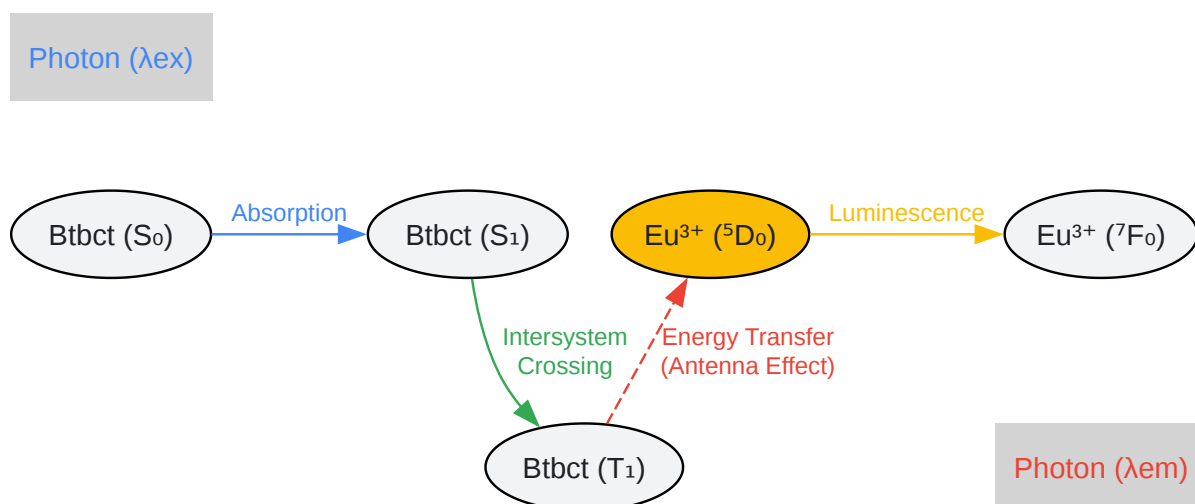 Photon (λex)
Btbct (S₀)
Absorption
Btbct (S₁)
Eu³⁺ (⁵D₀)
Luminescence
Eu³⁺ (⁷F₀)
Intersystem
Crossing
Energy Transfer
(Antenna Effect)
Btbct (T₁)
Photon (λem)